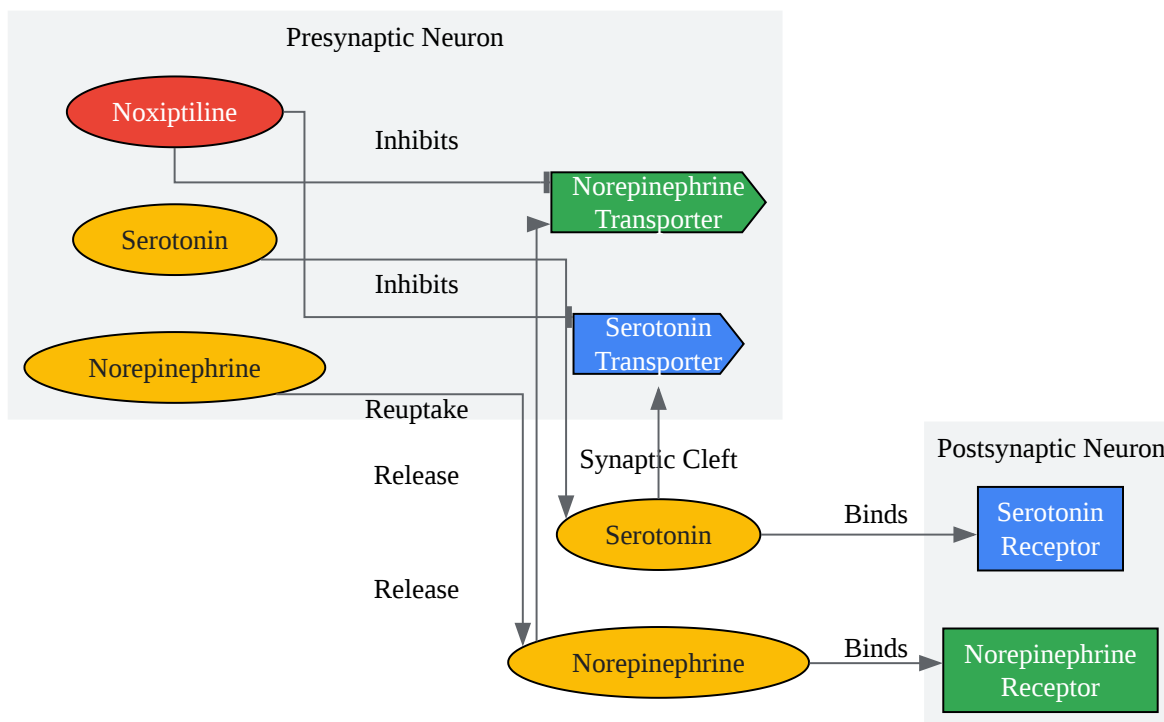 Presynaptic Neuron
Noxiptiline
Inhibits
Norepinephrine
Transporter
Serotonin
Inhibits
Serotonin
Transporter
Norepinephrine
Reuptake
Release
Synaptic Cleft
Postsynaptic Neuron
Serotonin
Binds
Serotonin
Receptor
Release
Norepinephrine
Binds
Norepinephrine
Receptor